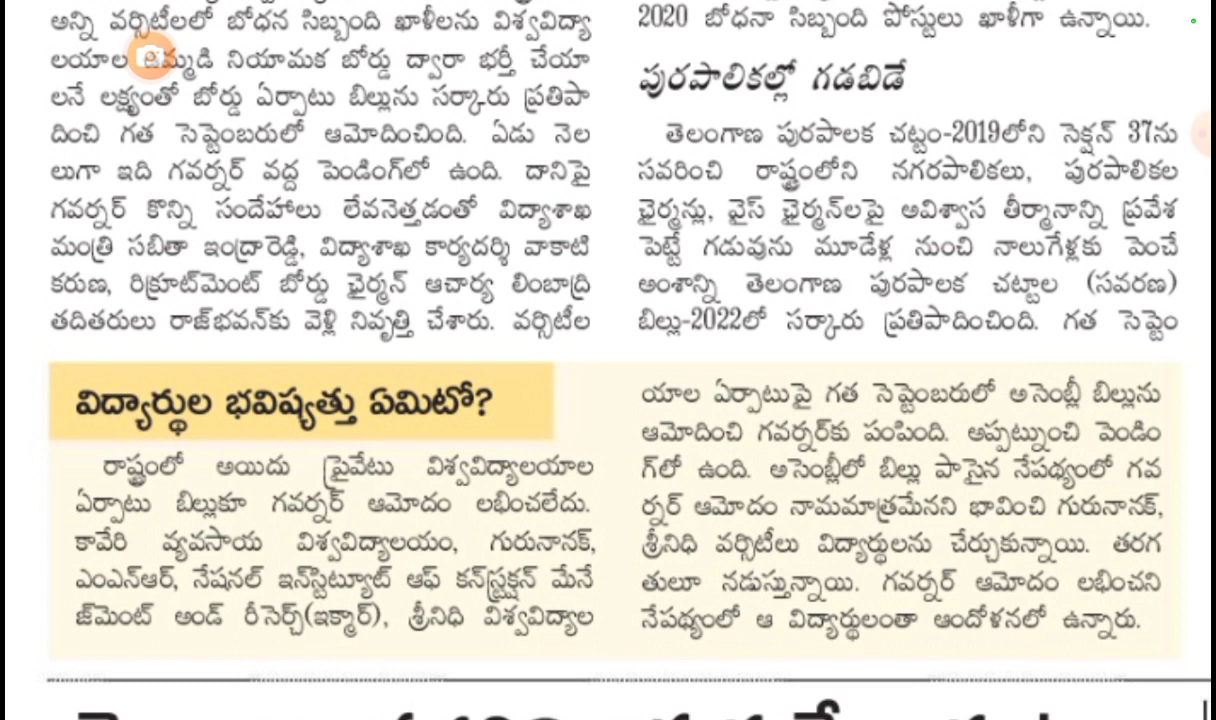 అన్ని వర్సిటీలలో బోధన సిబ్బంది ఖాళీలను విశ్వవిద్యా
లయాల నియామక బోర్డు ద్వారా భర్తీ చేయా
లనే లక్ష్యంతో బోర్డు ఏర్పాటు బిల్లును సర్కారు ప్రతిపా
దించి గత సెప్టెంబరులో ఆమోదించింది. ఏడు నెల
లుగా ఇది గవర్నర్ వద్ద పెండింగ్‌లో ఉంది. దానిపై
గవర్నర్ కొన్ని సందేహాలు లేవనెత్తడంతో విద్యాశాఖ
మంత్రి సబితా ఇంద్రారెడ్డి, విద్యాశాఖ కార్యదర్శి వాకాటి
కరుణ, రిక్రూట్‌మెంట్ బోర్డు ఛైర్మన్ ఆచార్య లింబాద్రి
తదితరులు రాజ్‌భవన్‌కు వెళ్లి నివృత్తి చేశారు. వర్సిటీల
2020 బోధనా సిబ్బంది పోస్టులు ఖాళీగా ఉన్నాయి.
పురపాలికల్లో గడబిడే
తెలంగాణ పురపాలక చట్టం-2019లోని సెక్షన్ 37ను
సవరించి రాష్ట్రంలోని నగరపాలికలు, పురపాలికల
ఛైర్మన్లు, వైస్ ఛైర్మన్‌లపై అవిశ్వాస తీర్మానాన్ని ప్రవేశ
పెట్టే గడువును మూడేళ్ల నుంచి నాలుగేళ్లకు పెంచే
అంశాన్ని తెలంగాణ పురపాలక చట్టాల (సవరణ)
బిల్లు-2022లో సర్కారు ప్రతిపాదించింది. గత సెప్టెం
విద్యార్థుల భవిష్యత్తు ఏమిటో?
రాష్ట్రంలో అయిదు ప్రైవేటు విశ్వవిద్యాలయాల
ఏర్పాటు బిల్లుకూ గవర్నర్ ఆమోదం లభించలేదు.
కావేరి వ్యవసాయ విశ్వవిద్యాలయం, గురునానక్,
ఎంఎన్ఆర్, నేషనల్ ఇన్‌స్టిట్యూట్ ఆఫ్ కన్‌స్ట్రక్షన్ మేనే
జ్‌మెంట్ అండ్ రీసెర్చ్(ఇక్మార్), శ్రీనిధి విశ్వవిద్యాల
యాల ఏర్పాటుపై గత సెప్టెంబరులో అసెంబ్లీ బిల్లును
ఆమోదించి గవర్నర్‌కు పంపింది. అప్పట్నుంచి పెండిం
గ్‌లో ఉంది. అసెంబ్లీలో బిల్లు పాసైన నేపథ్యంలో గవ
ర్నర్ ఆమోదం నామమాత్రమేనని భావించి గురునానక్,
శ్రీనిధి వర్సిటీలు విద్యార్థులను చేర్చుకున్నాయి. తరగ
తులూ నడుస్తున్నాయి. గవర్నర్ ఆమోదం లభించని
నేపథ్యంలో ఆ విద్యార్థులంతా ఆందోళనలో ఉన్నారు.